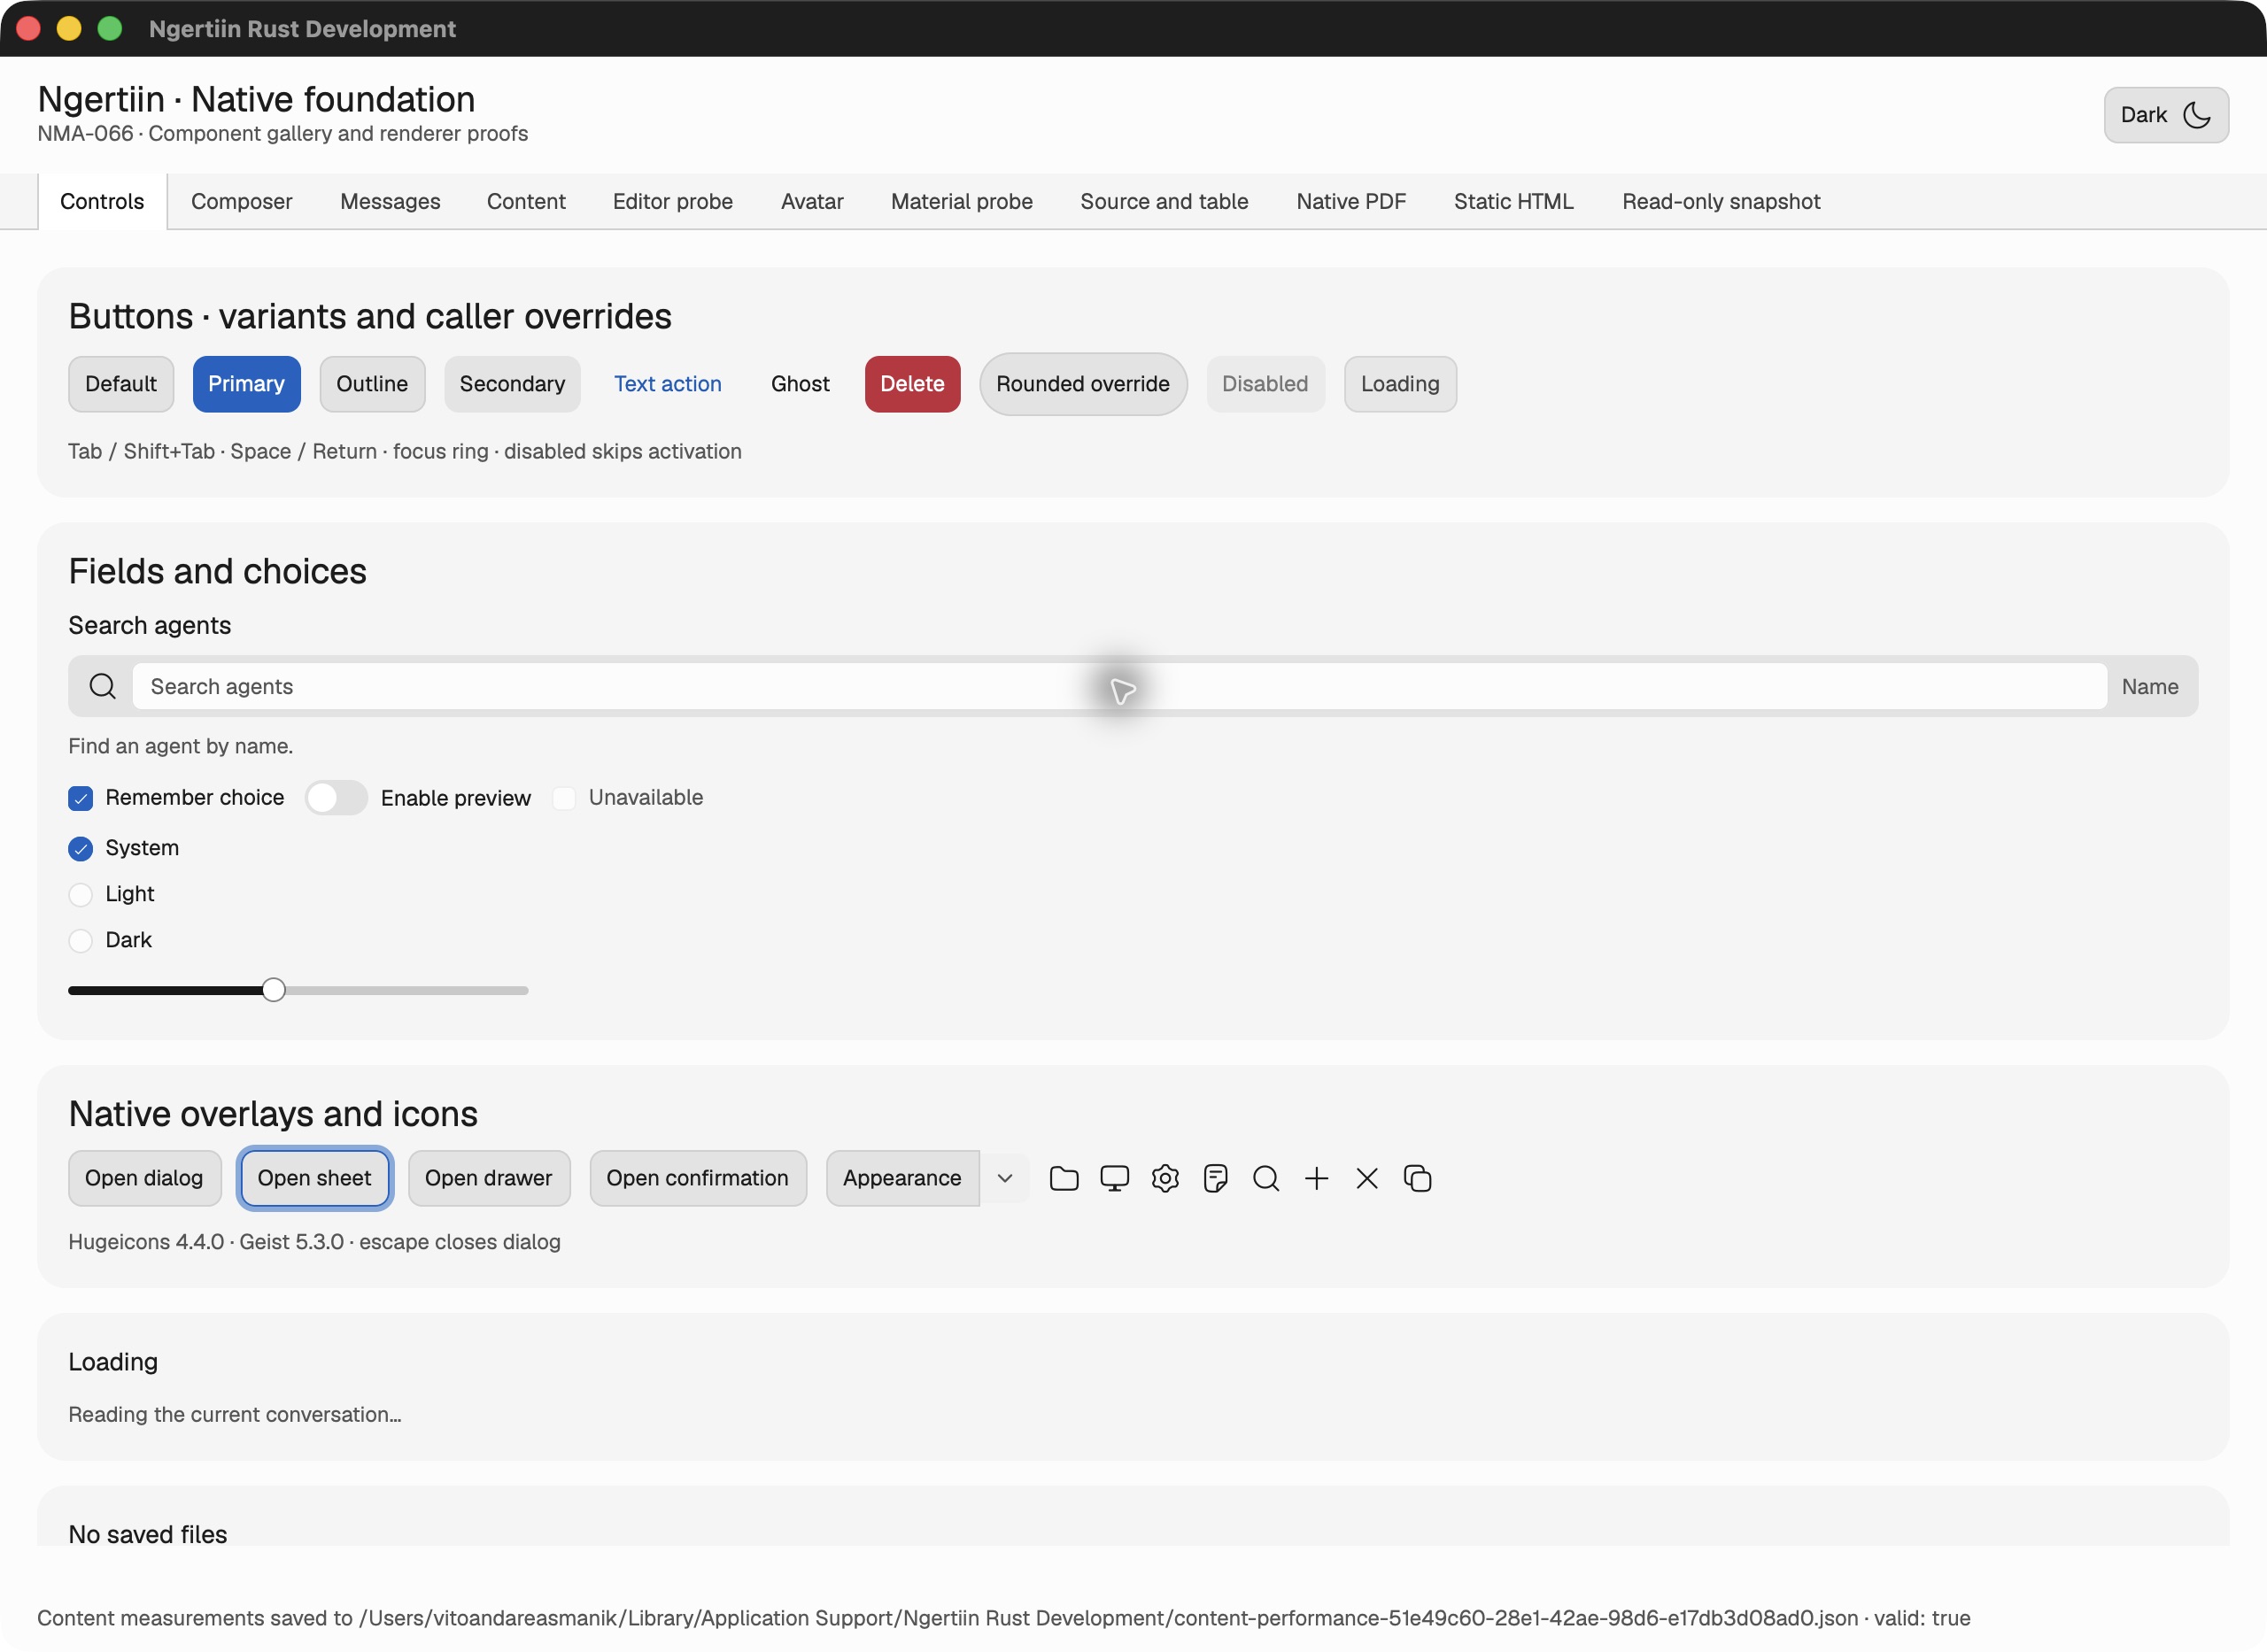 Ngertiin Rust Development
Ngertiin · Native foundation
NMA-066 · Component gallery and renderer proofs
Dark
Controls Composer Messages Content Editor probe Avatar Material probe Source and table Native PDF Static HTML Read-only snapshot
Buttons · variants and caller overrides
Default Primary Outline Secondary Text action Ghost Delete Rounded override Disabled Loading
Tab / Shift+Tab · Space / Return · focus ring · disabled skips activation
Fields and choices
Search agents
Search agents Name
Find an agent by name.
Remember choice Enable preview Unavailable
System
Light
Dark
Native overlays and icons
Open dialog Open sheet Open drawer Open confirmation Appearance
Hugeicons 4.4.0 · Geist 5.3.0 · escape closes dialog
Loading
Reading the current conversation…
No saved files
Content measurements saved to /Users/vitoandareasmanik/Library/Application Support/Ngertiin Rust Development/content-performance-51e49c60-28e1-42ae-98d6-e17db3d08ad0.json · valid: true